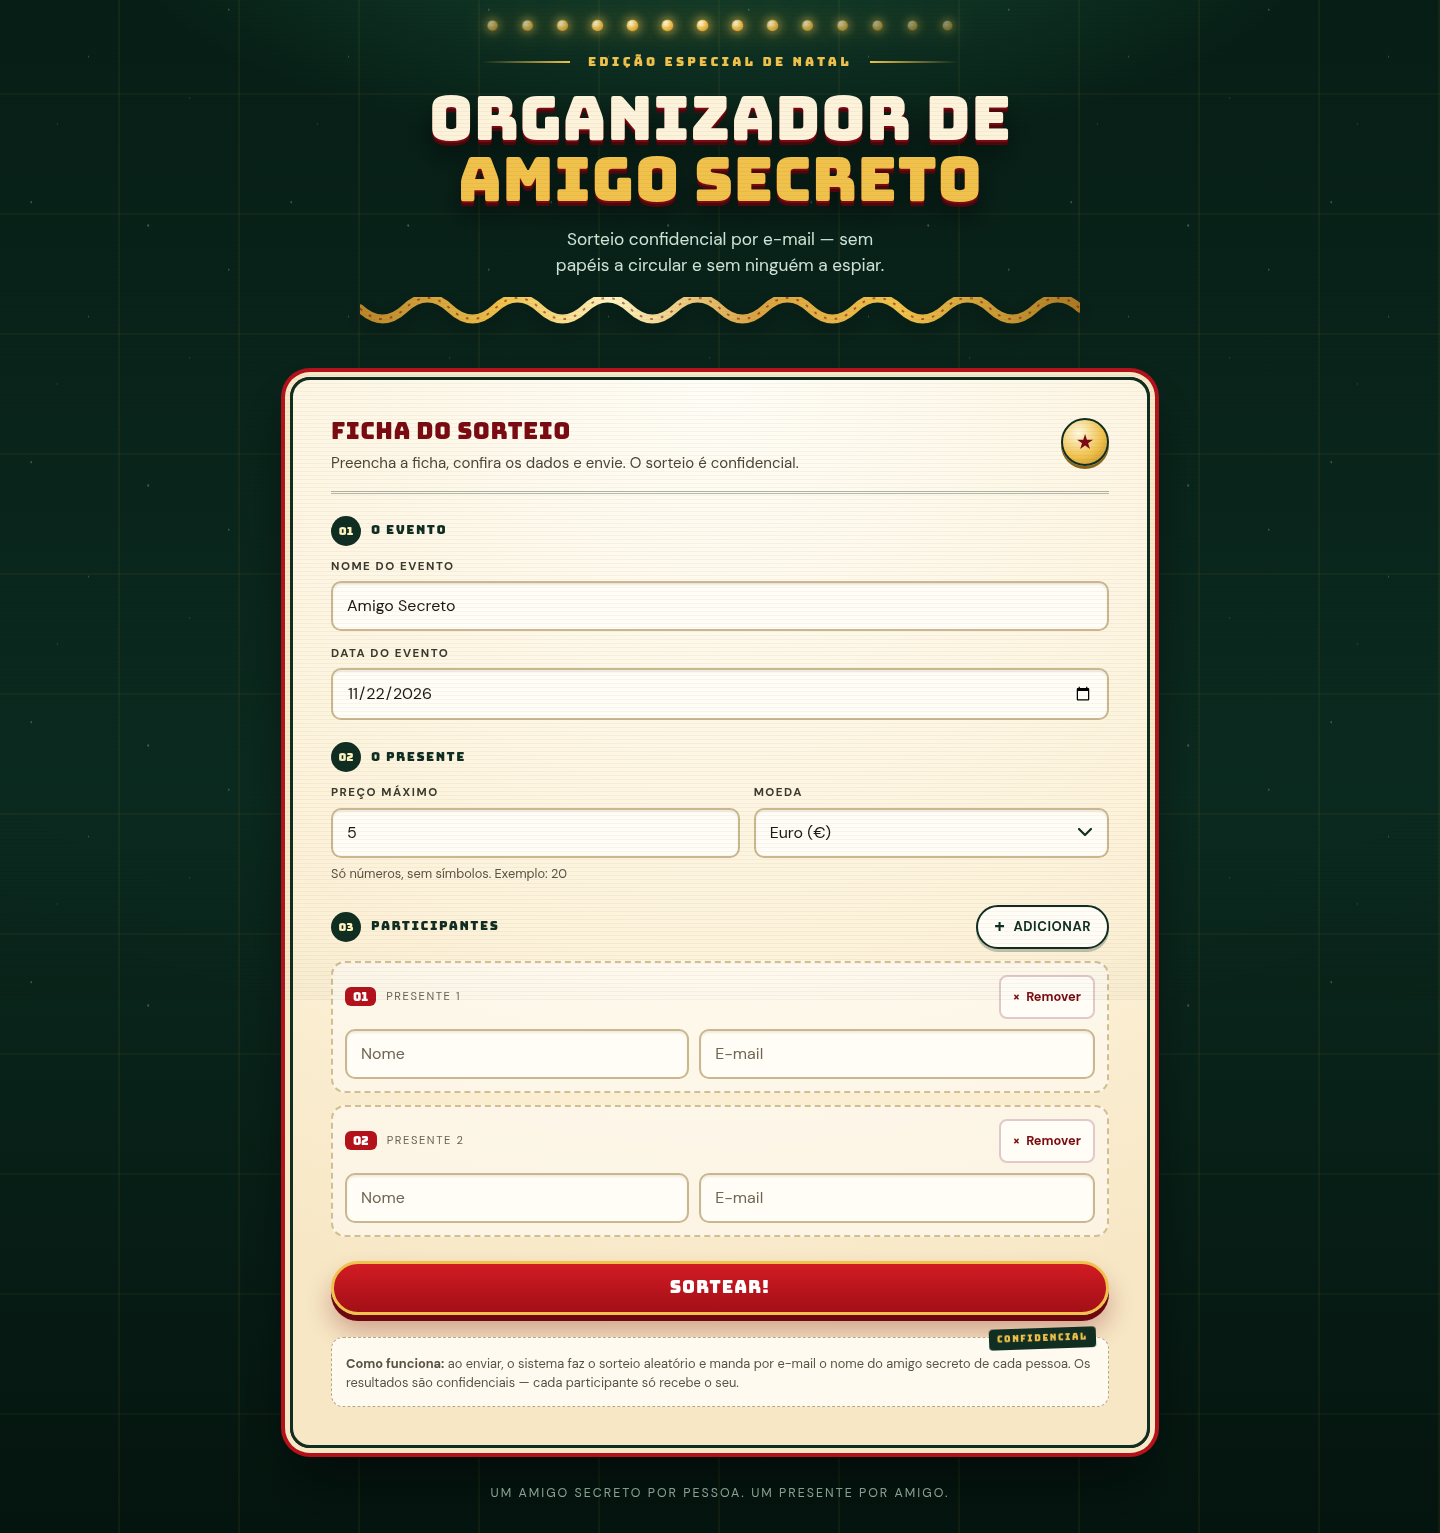 EDIÇÃO ESPECIAL DE NATAL
ORGANIZADOR DE
AMIGO SECRETO
Sorteio confidencial por e-mail — sem
papéis a circular e sem ninguém a espiar.
FICHA DO SORTEIO
Preencha a ficha, confira os dados e envie. O sorteio é confidencial.
★
01 O EVENTO
NOME DO EVENTO
Amigo Secreto
DATA DO EVENTO
11/22/2026
02 O PRESENTE
PREÇO MÁXIMO MOEDA
5 Euro (€)
Só números, sem símbolos. Exemplo: 20
03 PARTICIPANTES + ADICIONAR
01 PRESENTE 1 × Remover
Nome E-mail
02 PRESENTE 2 × Remover
Nome E-mail
SORTEAR!
CONFIDENCIAL
Como funciona: ao enviar, o sistema faz o sorteio aleatório e manda por e-mail o nome do amigo secreto de cada pessoa. Os
resultados são confidenciais — cada participante só recebe o seu.
UM AMIGO SECRETO POR PESSOA. UM PRESENTE POR AMIGO.